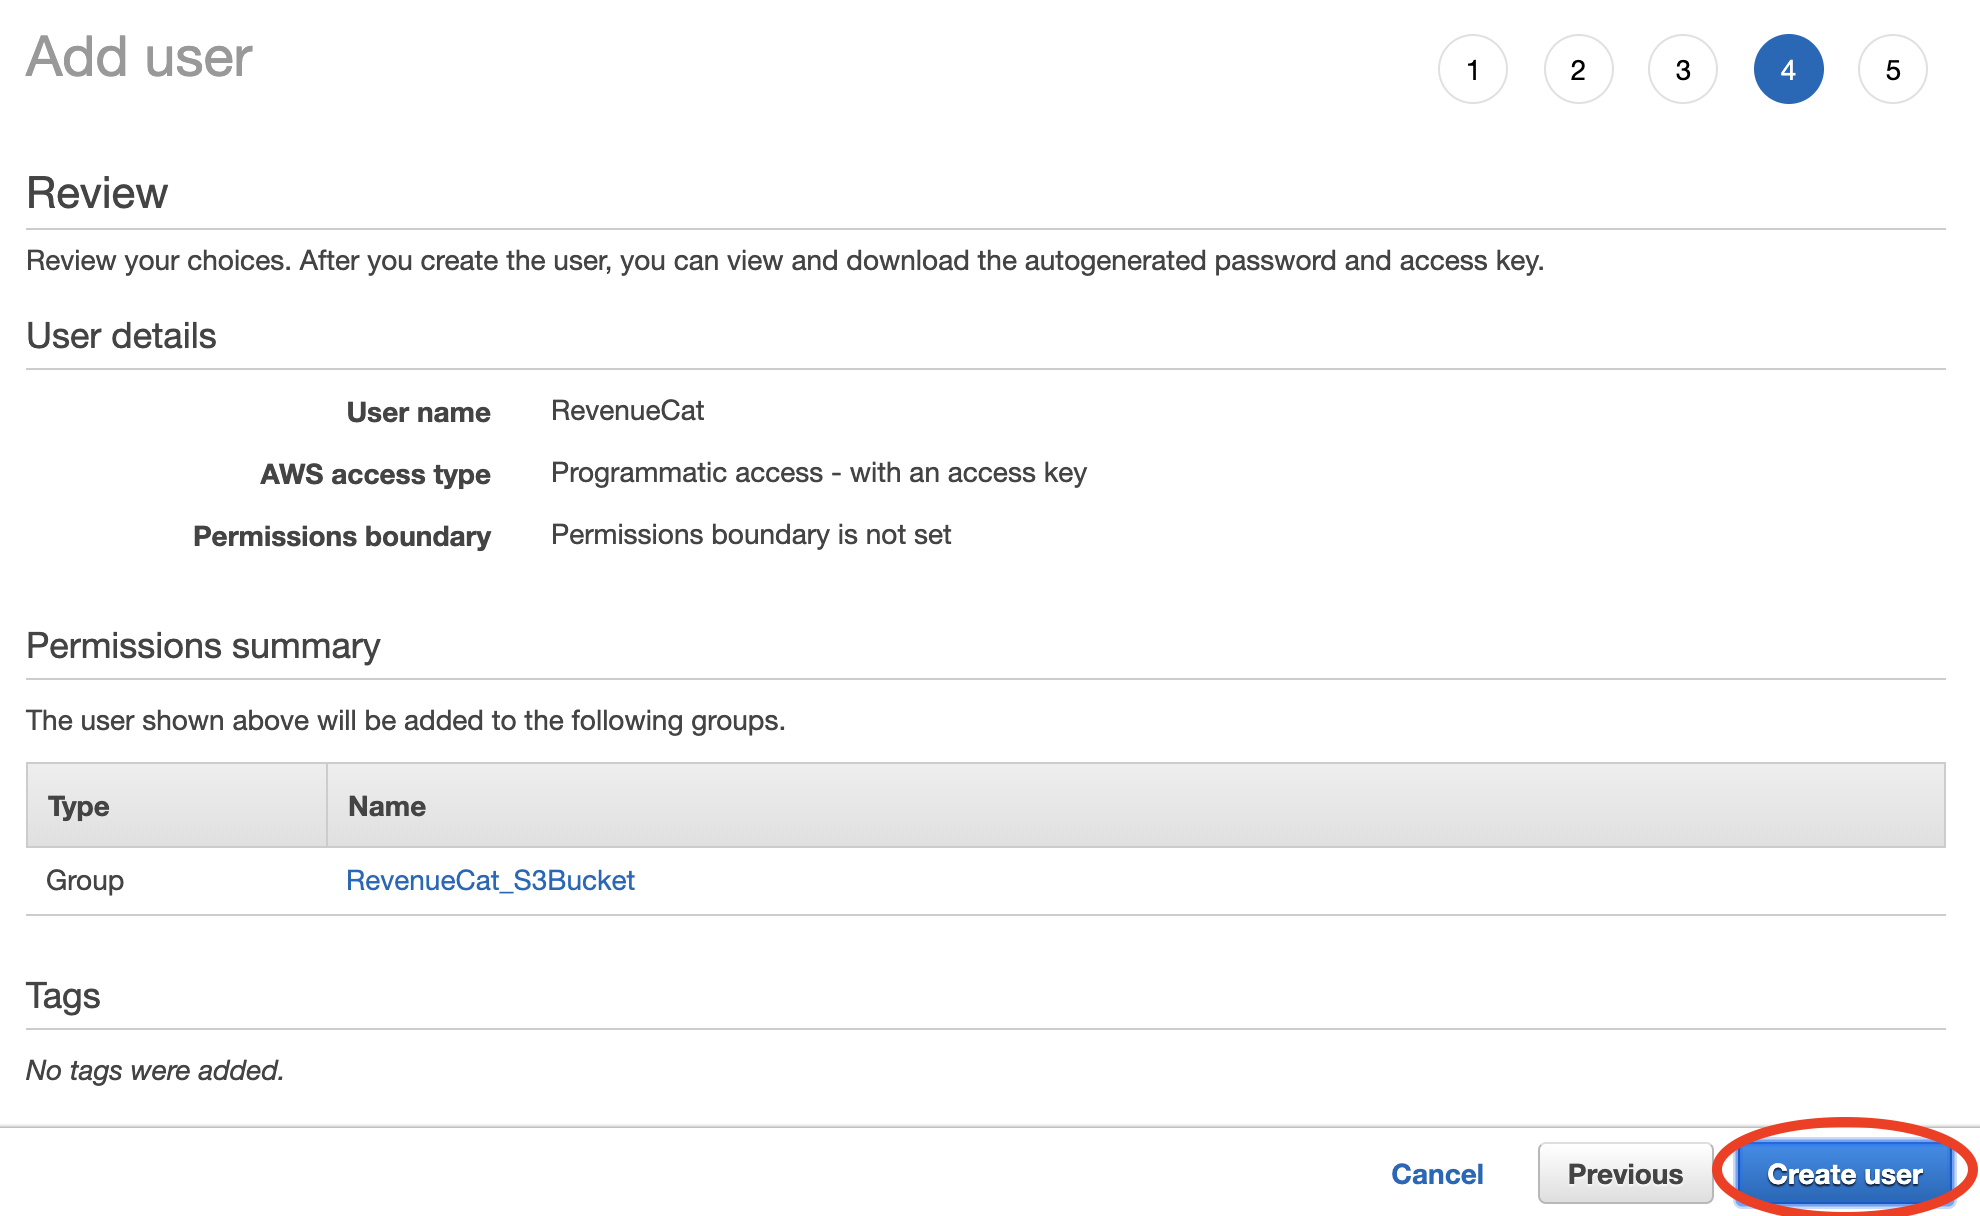 Add user
1 2 3 4 5
Review
Review your choices. After you create the user, you can view and download the autogenerated password and access key.
User details
User name RevenueCat
AWS access type Programmatic access - with an access key
Permissions boundary Permissions boundary is not set
Permissions summary
The user shown above will be added to the following groups.
Type Name
Group RevenueCat_S3Bucket
Tags
No tags were added.
Cancel Previous Create user